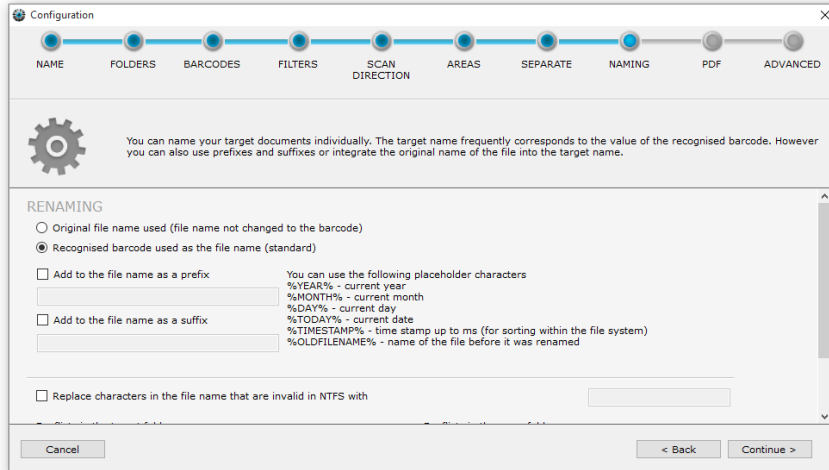 Configuration
NAME FOLDERS BARCODES FILTERS SCAN DIRECTION AREAS SEPARATE NAMING PDF ADVANCED
You can name your target documents individually. The target name frequently corresponds to the value of the recognised barcode. However
you can also use prefixes and suffixes or integrate the original name of the file into the target name.
RENAMING
Original file name used (file name not changed to the barcode)
Recognised barcode used as the file name (standard)
Add to the file name as a prefix
Add to the file name as a suffix
You can use the following placeholder characters
%YEAR% - current year
%MONTH% - current month
%DAY% - current day
%TODAY% - current date
%TIMESTAMP% - time stamp up to ms (for sorting within the file system)
%OLDFILENAME% - name of the file before it was renamed
Replace characters in the file name that are invalid in NTFS with
Cancel
< Back
Continue >